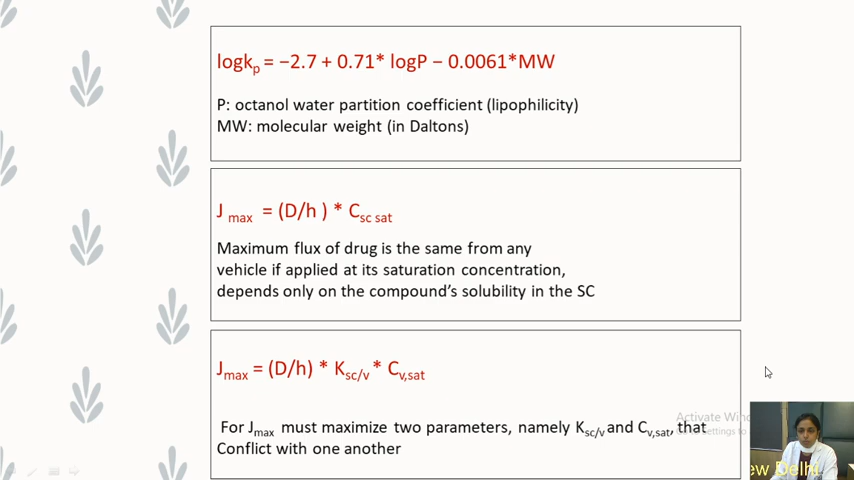 logkp = −2.7 + 0.71* logP − 0.0061*MW
P: octanol water partition coefficient (lipophilicity)
MW: molecular weight (in Daltons)
J max = (D/h ) * Csc sat
Maximum flux of drug is the same from any
vehicle if applied at its saturation concentration,
depends only on the compound's solubility in the SC
Jmax = (D/h) * Ksc/v * Cv,sat
For Jmax must maximize two parameters, namely Ksc/v and Cv,sat, that
Conflict with one another
Activate
ew Delhi